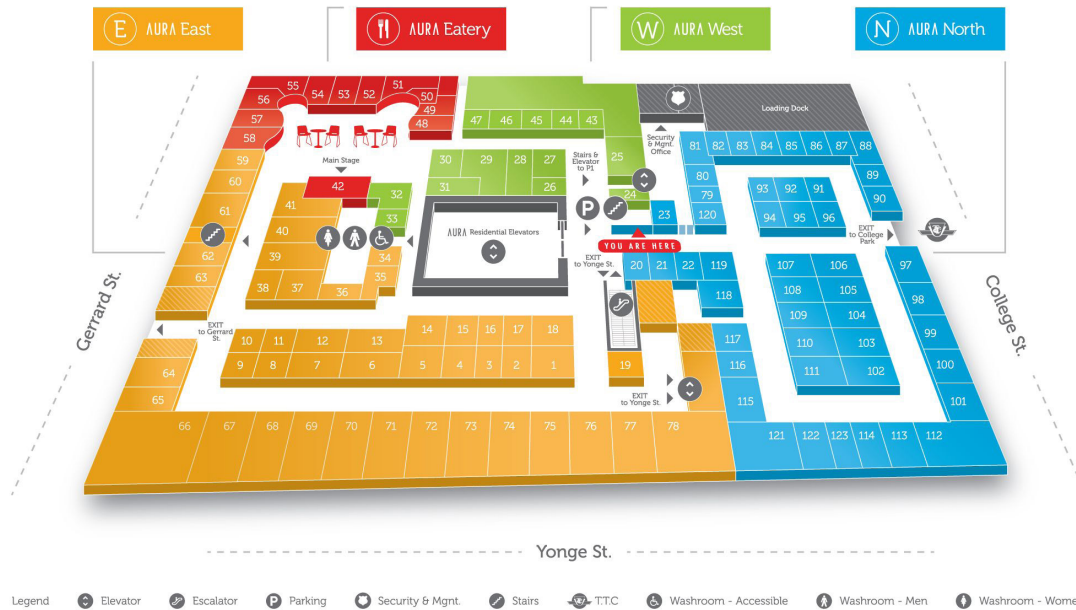 E AURA East
AURA Eatery
W AURA West
N AURA North
55 54 53 52 51 50
56 49
57 48
58
59
60
61
62
63
Main Stage
42
41
40
39
38 37 36
32
33
34
35
47 46 45 44 43
30 29 28 27
31 26
25
24
Stairs &
Elevator
to P1
P
Security
& Mgnt.
Office
Loading Dock
AURA Residential Elevators
81 82 83 84 85 86 87 88
80 89
79 90
120
23
93 92 91
94 95 96
EXIT
to College
Park
YOU ARE HERE
EXIT
to Yonge St.
20 21 22 119
118
107 106
108 105
109 104
110 103
111 102
97
98
99
100
101
EXIT
to Gerrard
St.
64
65
10 11 12 13
9 8 7 6
14 15 16 17 18
5 4 3 2 1
19
EXIT
to Yonge St.
117
116
115
66 67 68 69 70 71 72 73 74 75 76 77 78
121 122 123 114 113 112
Gerrard St.
College St.
Yonge St.
Legend Elevator Escalator P Parking Security & Mgnt. Stairs T.T.C Washroom - Accessible Washroom - Men Washroom - Wome